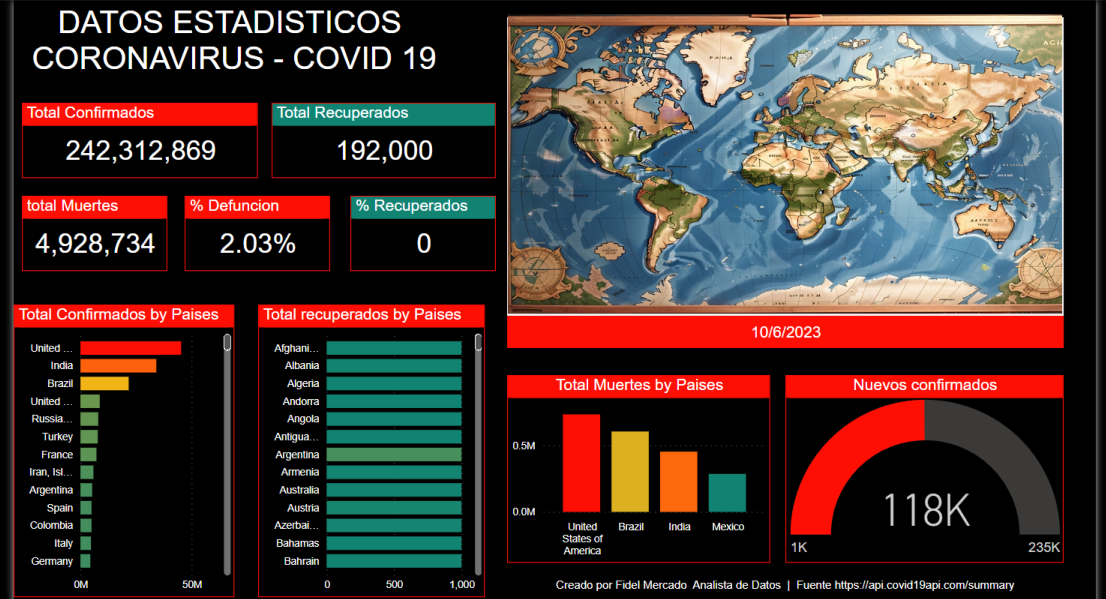 DATOS ESTADISTICOS
CORONAVIRUS - COVID 19
Total Confirmados
242,312,869
Total Recuperados
192,000
total Muertes
4,928,734
% Defuncion
2.03%
% Recuperados
0
10/6/2023
Total Confirmados by Paises
United ...
India
Brazil
United ...
Russia...
Turkey
France
Iran, Isl...
Argentina
Spain
Colombia
Italy
Germany
0M
50M
Total recuperados by Paises
Afghani...
Albania
Algeria
Andorra
Angola
Antigua...
Argentina
Armenia
Australia
Austria
Azerbai...
Bahamas
Bahrain
0
500
1,000
Total Muertes by Paises
0.5M
0.0M
United
States of
America
Brazil
India
Mexico
Nuevos confirmados
118K
1K
235K
Creado por Fidel Mercado Analista de Datos | Fuente https://api.covid19api.com/summary